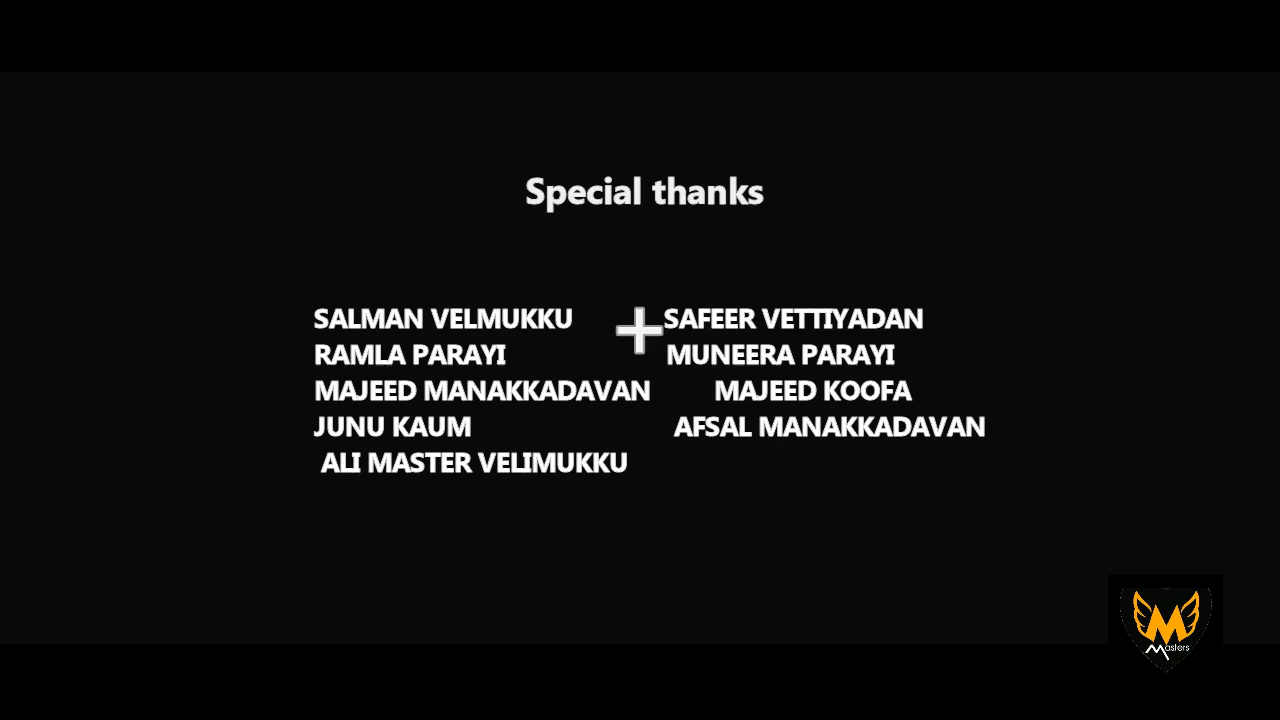 Special thanks
SALMAN VELMUKKU SAFEER VETTIYADAN
RAMLA PARAYI MUNEERA PARAYI
MAJEED MANAKKADAVAN MAJEED KOOFA
JUNU KAUM AFSAL MANAKKADAVAN
ALI MASTER VELIMUKKU
M
Masters